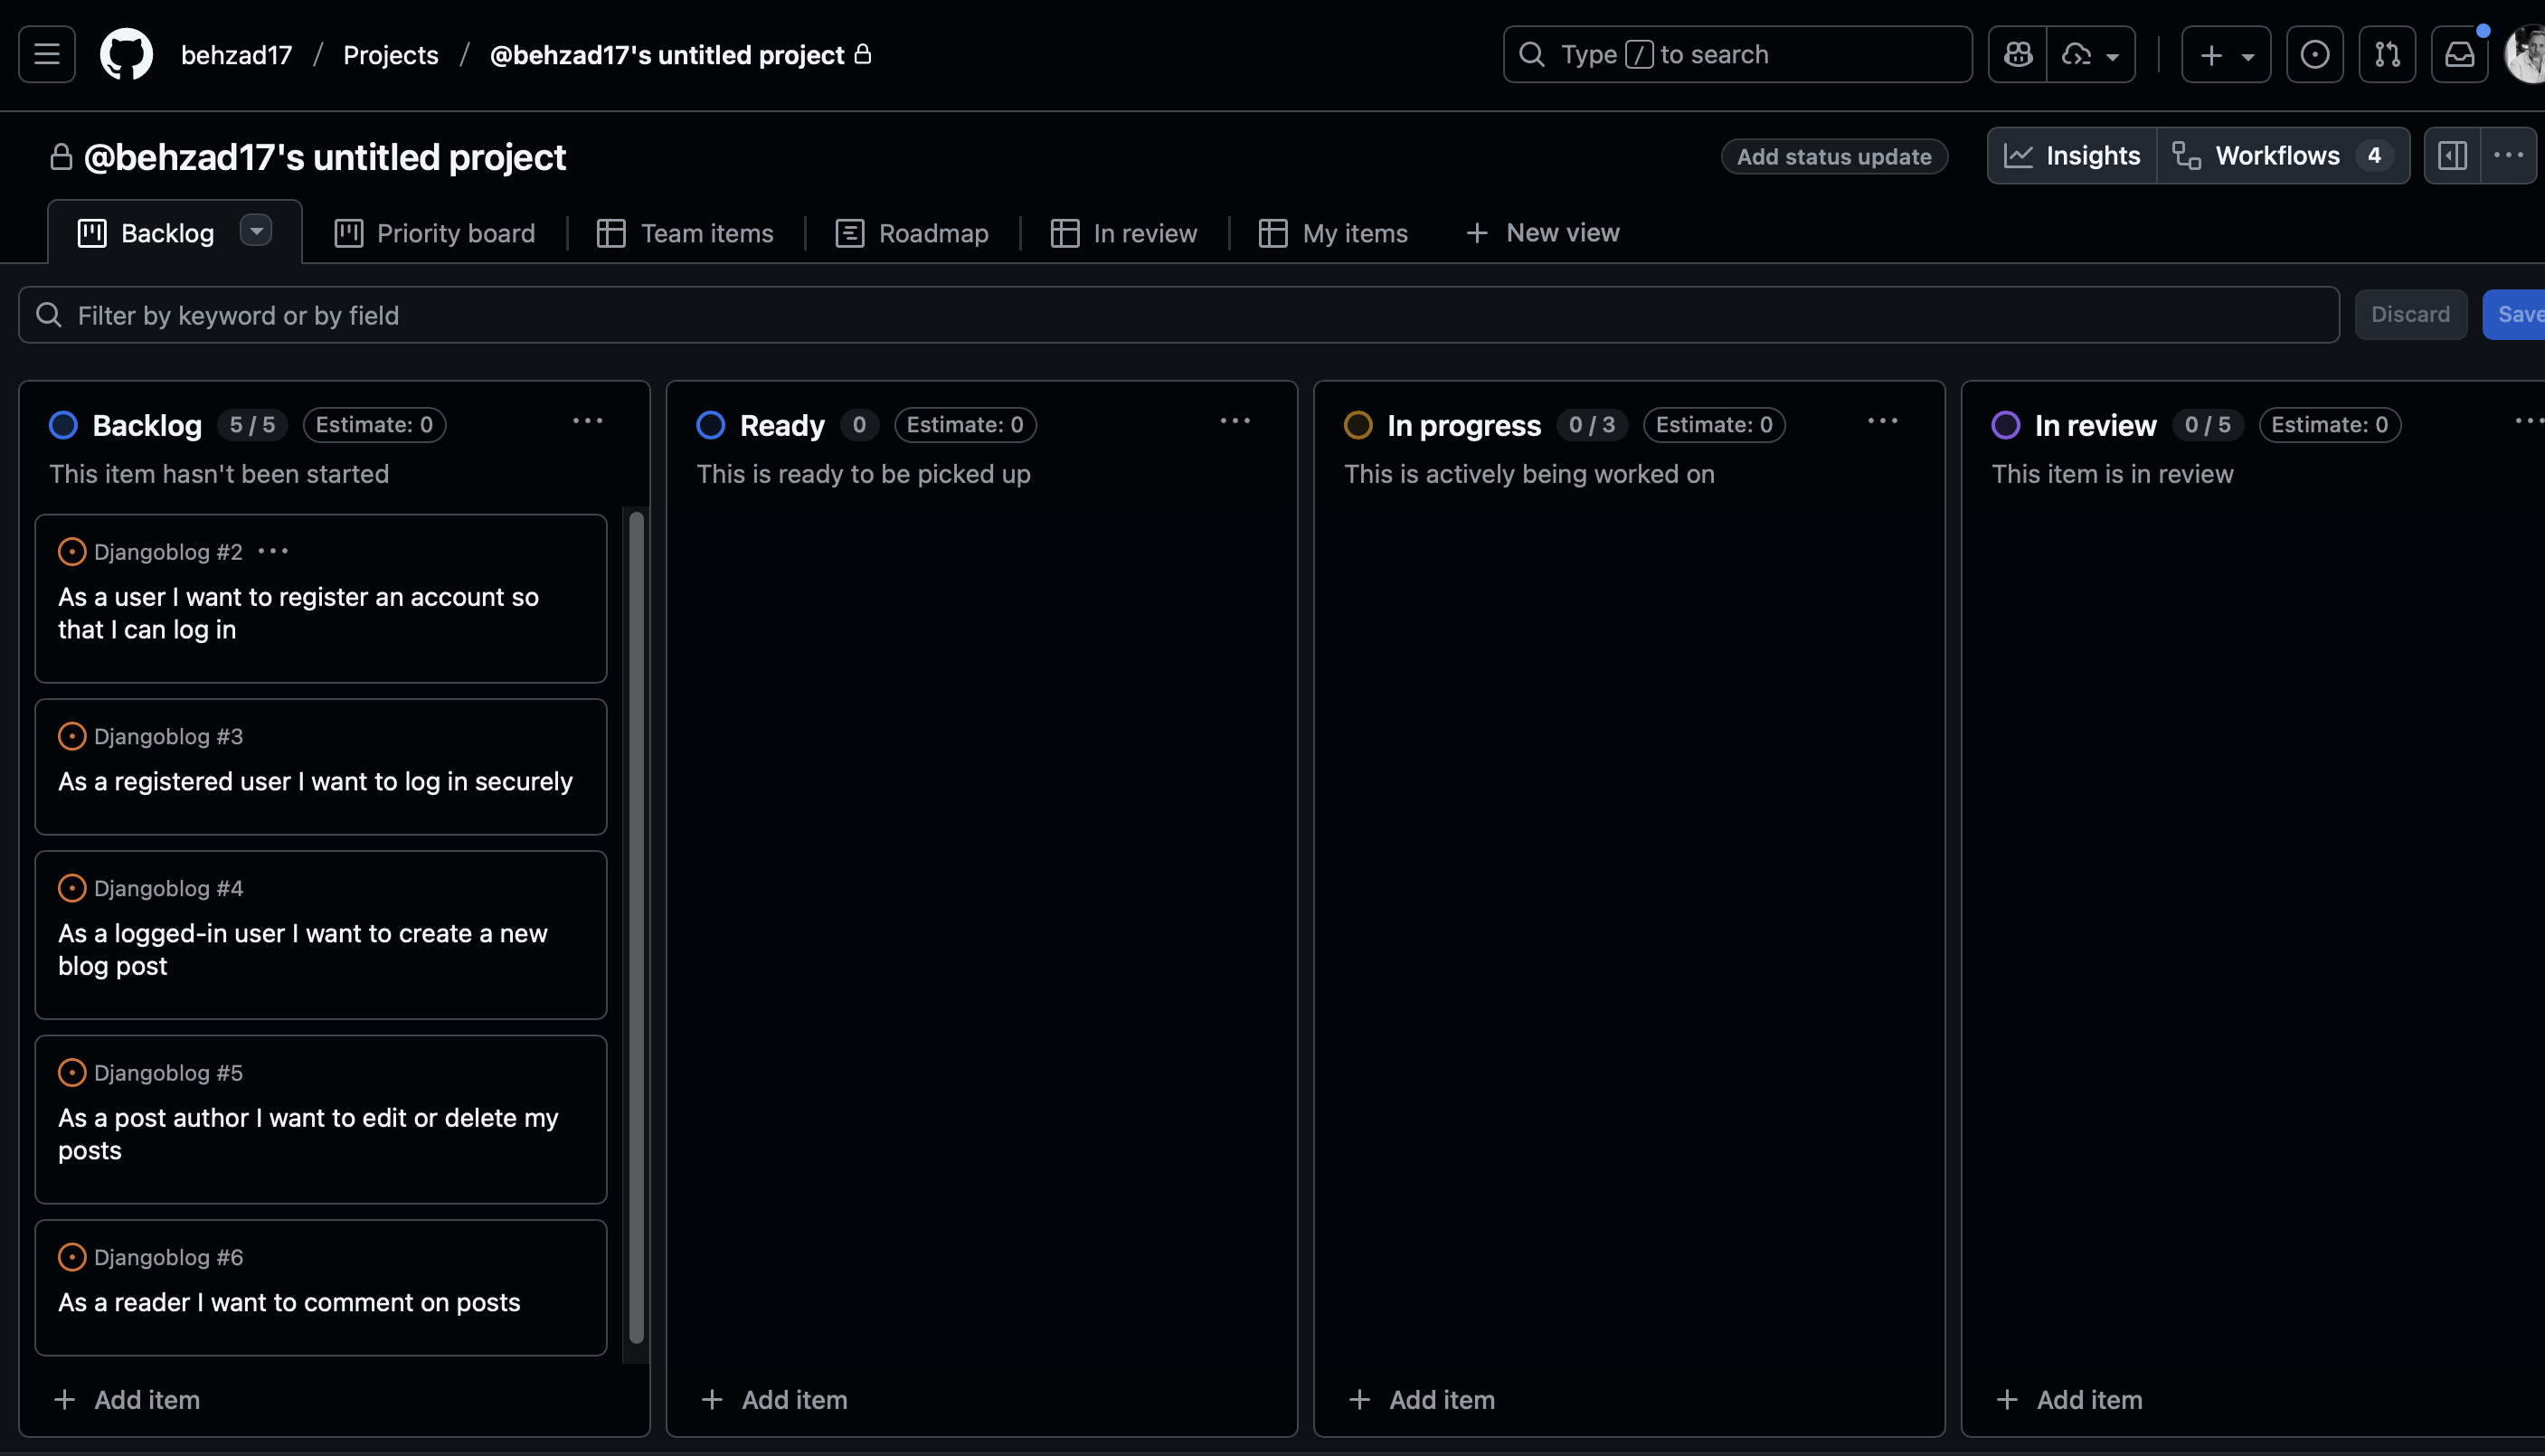 behzad17 / Projects / @behzad17's untitled project
Type / to search
@behzad17's untitled project
Add status update
Insights
Workflows 4
Backlog
Priority board
Team items
Roadmap
In review
My items
New view
Filter by keyword or by field
Discard
Save
Backlog 5 / 5 Estimate: 0
This item hasn't been started
Djangoblog #2
As a user I want to register an account so
that I can log in
Djangoblog #3
As a registered user I want to log in securely
Djangoblog #4
As a logged-in user I want to create a new
blog post
Djangoblog #5
As a post author I want to edit or delete my
posts
Djangoblog #6
As a reader I want to comment on posts
Add item
Ready 0 Estimate: 0
This is ready to be picked up
Add item
In progress 0 / 3 Estimate: 0
This is actively being worked on
Add item
In review 0 / 5 Estimate: 0
This item is in review
Add item